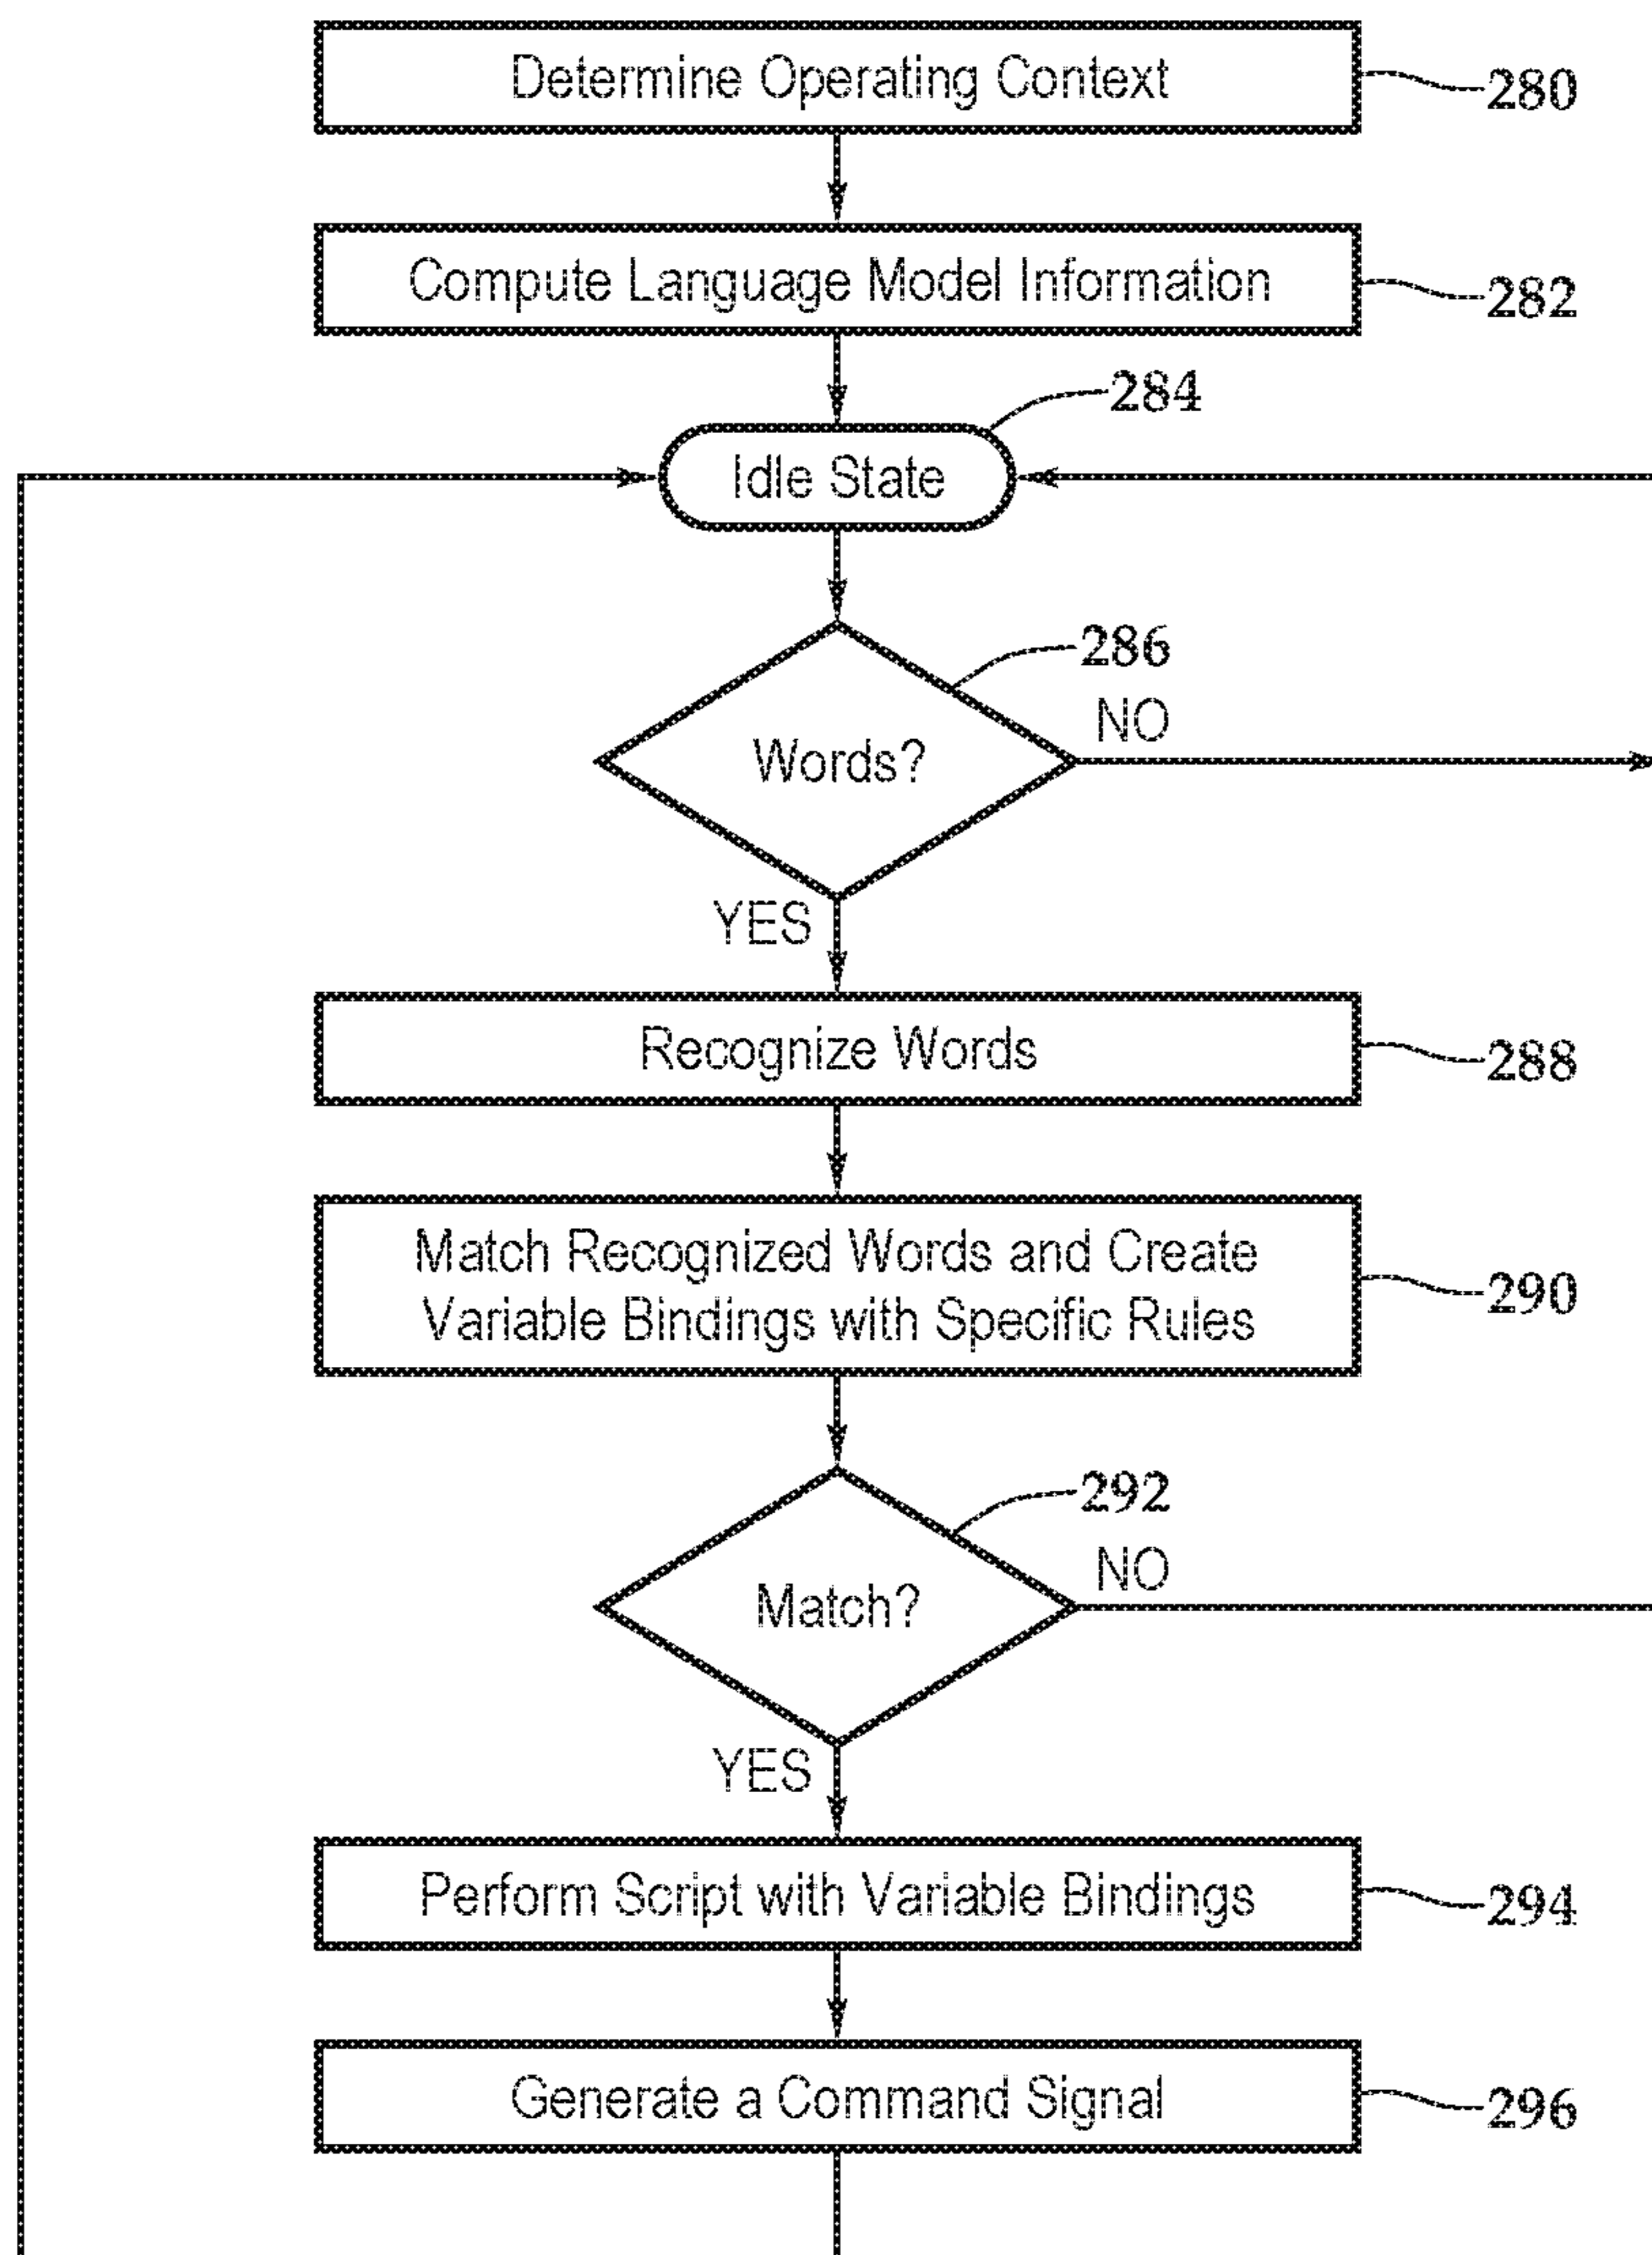 Determine Operating Context
280
Compute Language Model Information
282
284
Idle State
286
NO
Words?
YES
Recognize Words
288
Match Recognized Words and Create
Variable Bindings with Specific Rules
290
292
NO
Match?
YES
Perform Script with Variable Bindings
294
Generate a Command Signal
296